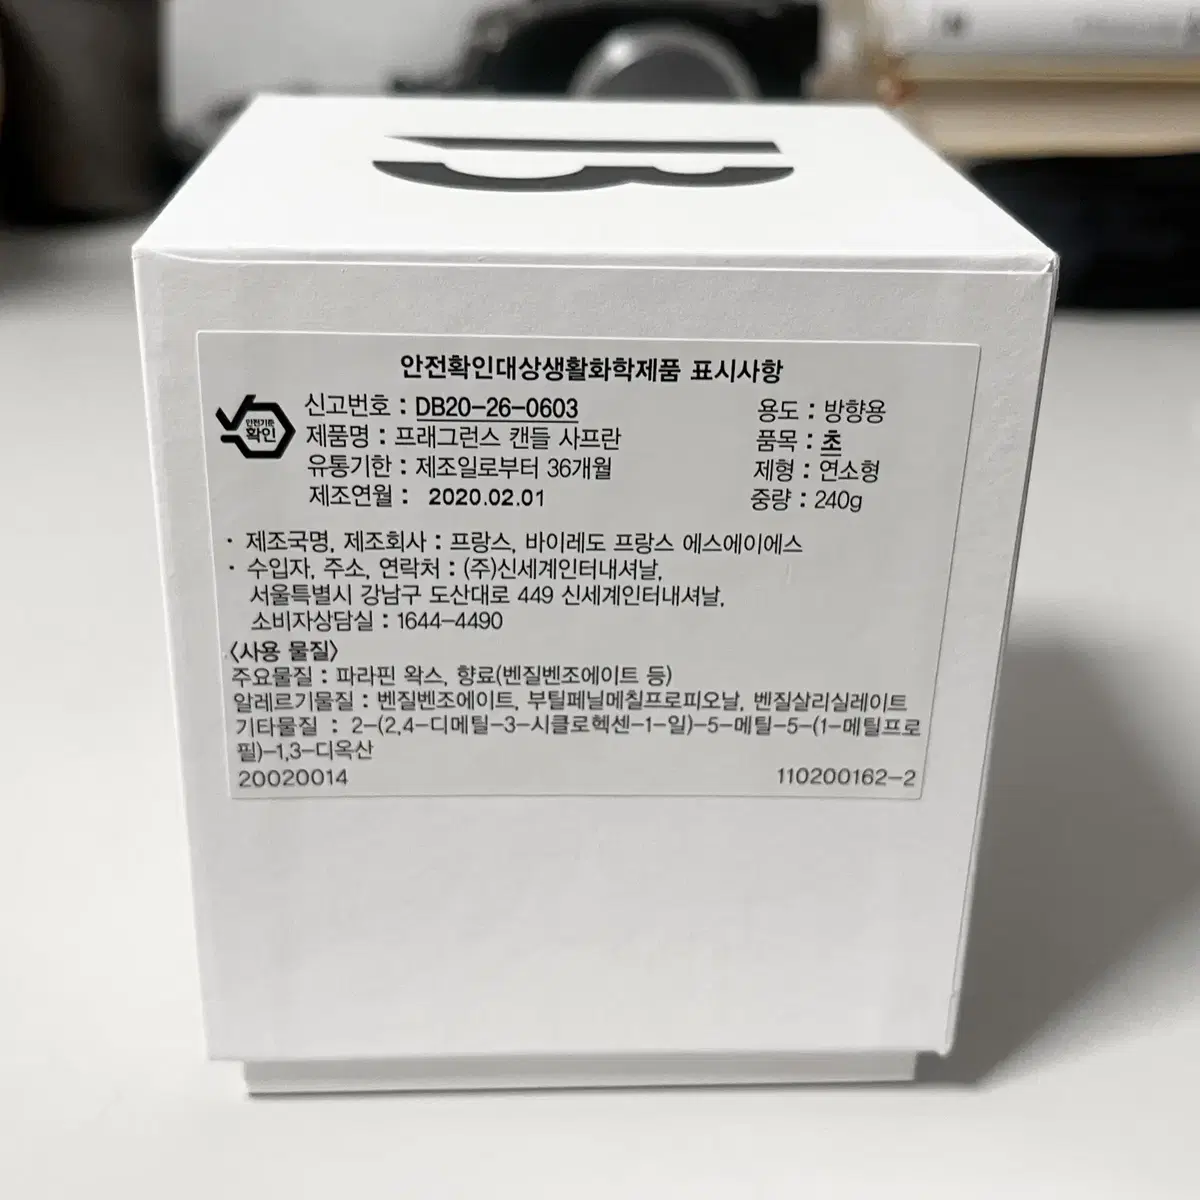 B
안전확인대상생활화학제품 표시사항
안전기준
확인
신고번호 : DB20-26-0603
용도 : 방향용
제품명 : 프래그런스 캔들 사프란
품목 : 초
유통기한 : 제조일로부터 36개월
제형 : 연소형
제조연월 : 2020.02.01
중량 : 240g
· 제조국명, 제조회사 : 프랑스, 바이레도 프랑스 에스에이에스
· 수입자, 주소, 연락처 : (주)신세계인터내셔날,
서울특별시 강남구 도산대로 449 신세계인터내셔날,
소비자상담실 : 1644-4490
<사용 물질>
주요물질 : 파라핀 왁스, 향료(벤질벤조에이트 등)
알레르기물질 : 벤질벤조에이트, 부틸페닐메칠프로피오날, 벤질살리실레이트
기타물질 : 2-(2,4-디메틸-3-시클로헥센-1-일)-5-메틸-5-(1-메틸프로
필)-1,3-디옥산
20020014
110200162-2